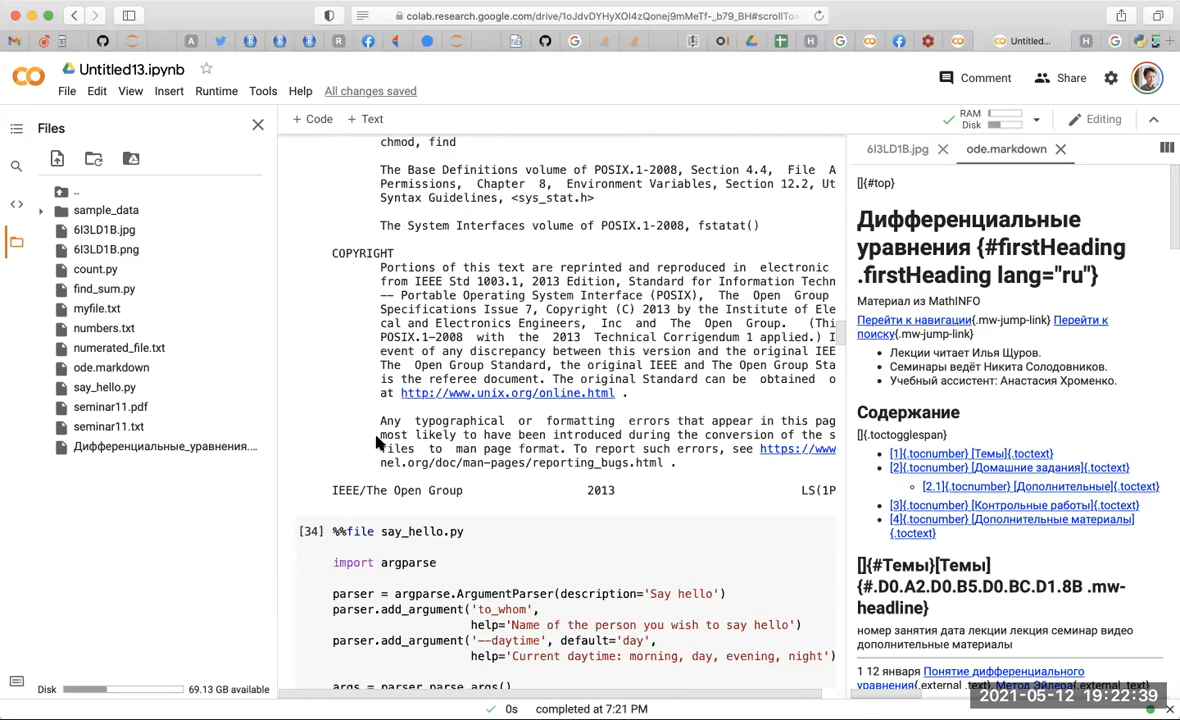 colab.research.google.com/drive/1oJdvDYHyXOI4zQonej9mMeTf-_b79_BH#scrollTo=
Untitled...
Untitled13.ipynb
Comment
Share
File Edit View Insert Runtime Tools Help All changes saved
Files
+ Code + Text
RAM
Disk
Editing
6I3LD1B.jpg
ode.markdown
..
sample_data
6I3LD1B.jpg
6I3LD1B.png
count.py
find_sum.py
myfile.txt
numbers.txt
numerated_file.txt
ode.markdown
say_hello.py
seminar11.pdf
seminar11.txt
Дифференциальные_уравнения....
Disk
69.13 GB available
chmod, find
The Base Definitions volume of POSIX.1-2008, Section 4.4, File A
Permissions, Chapter 8, Environment Variables, Section 12.2, Ut
Syntax Guidelines, <sys_stat.h>
The System Interfaces volume of POSIX.1-2008, fstatat()
COPYRIGHT
Portions of this text are reprinted and reproduced in electronic
from IEEE Std 1003.1, 2013 Edition, Standard for Information Techn
-- Portable Operating System Interface (POSIX), The Open Group
Specifications Issue 7, Copyright (C) 2013 by the Institute of Ele
cal and Electronics Engineers, Inc and The Open Group. (Thi
POSIX.1-2008 with the 2013 Technical Corrigendum 1 applied.) I
event of any discrepancy between this version and the original IEE
The Open Group Standard, the original IEEE and The Open Group Sta
is the referee document. The original Standard can be obtained o
at http://www.unix.org/online.html .
Any typographical or formatting errors that appear in this pag
most likely to have been introduced during the conversion of the s
files to man page format. To report such errors, see https://www
nel.org/doc/man-pages/reporting_bugs.html .
IEEE/The Open Group 2013 LS(1P
[34] %%file say_hello.py
import argparse
parser = argparse.ArgumentParser(description='Say hello')
parser.add_argument('to_whom',
help='Name of the person you wish to say hello')
parser.add_argument('--daytime', default='day',
help='Current daytime: morning, day, evening, night')
args = parser.parse_args()
0s completed at 7:21 PM
[]{#top}
Дифференциальные
уравнения {#firstHeading
.firstHeading lang="ru"}
Материал из MathINFO
Перейти к навигации{.mw-jump-link} Перейти к
поиску{.mw-jump-link}
Лекции читает Илья Щуров.
Семинары ведёт Никита Солодовников.
Учебный ассистент: Анастасия Хроменко.
Содержание
[]{.toctogglespan}
[1]{.tocnumber} [Темы]{.toctext}
[2]{.tocnumber} [Домашние задания]{.toctext}
[2.1]{.tocnumber} [Дополнительные]{.toctext}
[3]{.tocnumber} [Контрольные работы]{.toctext}
[4]{.tocnumber} [Дополнительные материалы]
{.toctext}
[]{#Темы}[Темы]
{#.D0.A2.D0.B5.D0.BC.D1.8B .mw-
headline}
номер занятия дата лекции лекция семинар видео
дополнительные материалы
1 12 января Понятие дифференциального
уравнения{.external .text}, Метод Эйлера{.external .text}
2021-05-12 19:22:39